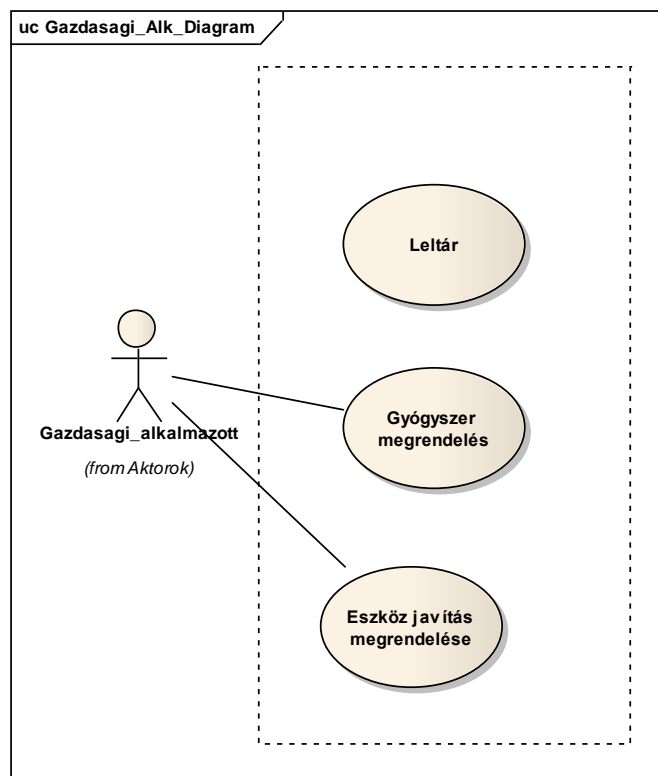 uc Gazdasagi_Alk_Diagram
Leltár
Gyógyszer
megrendelés
Gazdasagi_alkalmazott
(from Aktorok)
Eszköz javítás
megrendelése